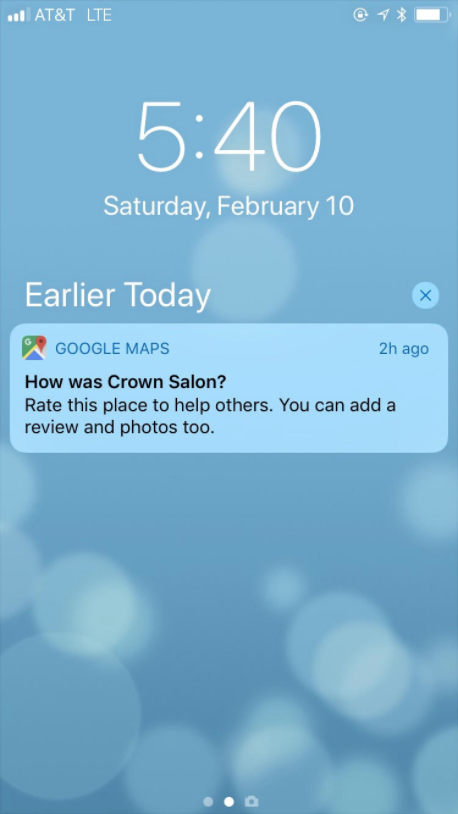 AT&T LTE
5:40
Saturday, February 10
Earlier Today
GOOGLE MAPS 2h ago
How was Crown Salon?
Rate this place to help others. You can add a
review and photos too.